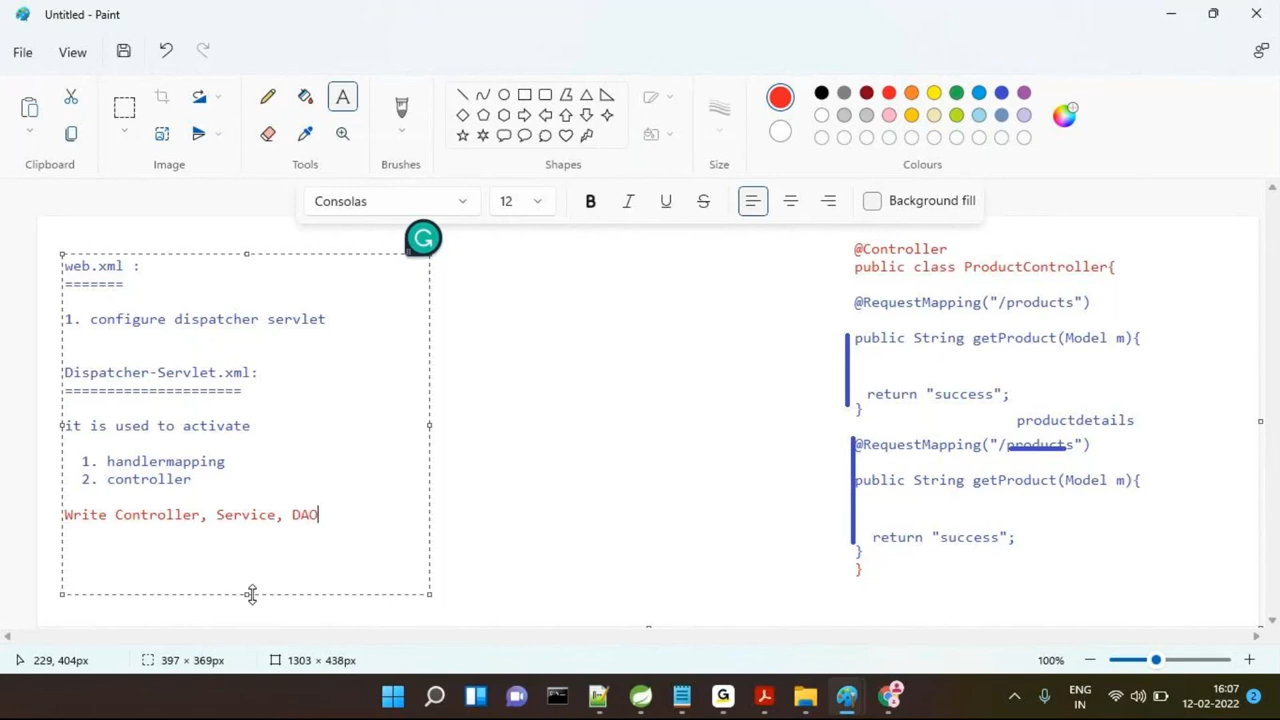 Untitled - Paint
File
View
Clipboard
Image
Tools
Brushes
Shapes
Size
Colours
Consolas
12
B
I
U
S
Background fill
G
web.xml :
=======
1. configure dispatcher servlet
Dispatcher-Servlet.xml:
=====================
it is used to activate
1. handlermapping
2. controller
Write Controller, Service, DAO
@Controller
public class ProductController{
@RequestMapping("/products")
public String getProduct(Model m){
return "success";
}
productdetails
@RequestMapping("/products")
public String getProduct(Model m){
return "success";
}
}
229, 404px
397 × 369px
1303 × 438px
100%
ENG
IN
16:07
12-02-2022
2